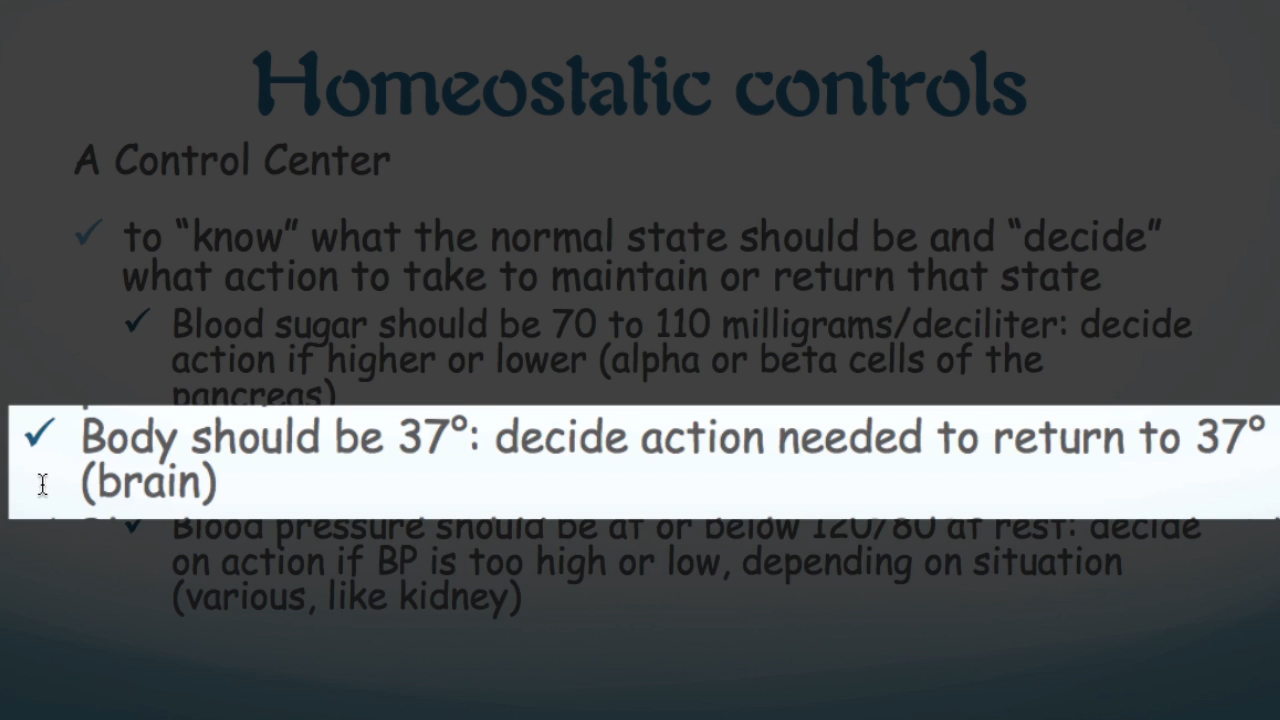 Homeostatic controls
A Control Center
✓ to “know” what the normal state should be and “decide”
what action to take to maintain or return that state
✓ Blood sugar should be 70 to 110 milligrams/deciliter: decide
action if higher or lower (alpha or beta cells of the
pancreas)
✓ Body should be 37°: decide action needed to return to 37°
(brain)
✓ Blood pressure should be at or below 120/80 at rest: decide
on action if BP is too high or low, depending on situation
(various, like kidney)